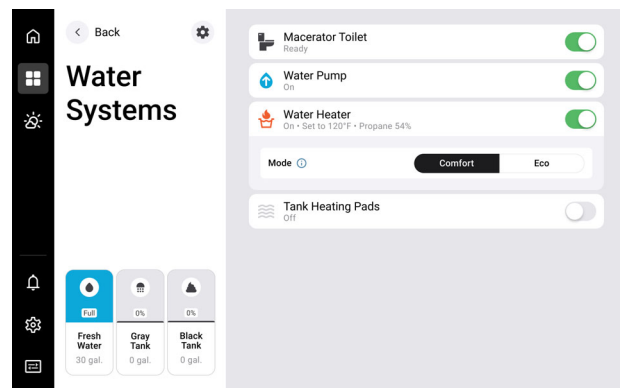 Back
Water
Systems
Full
Fresh
Water
30 gal.
0%
Gray
Tank
0 gal.
0%
Black
Tank
0 gal.
Macerator Toilet
Ready
Water Pump
On
Water Heater
On • Set to 120°F • Propane 54%
Mode
Comfort
Eco
Tank Heating Pads
Off